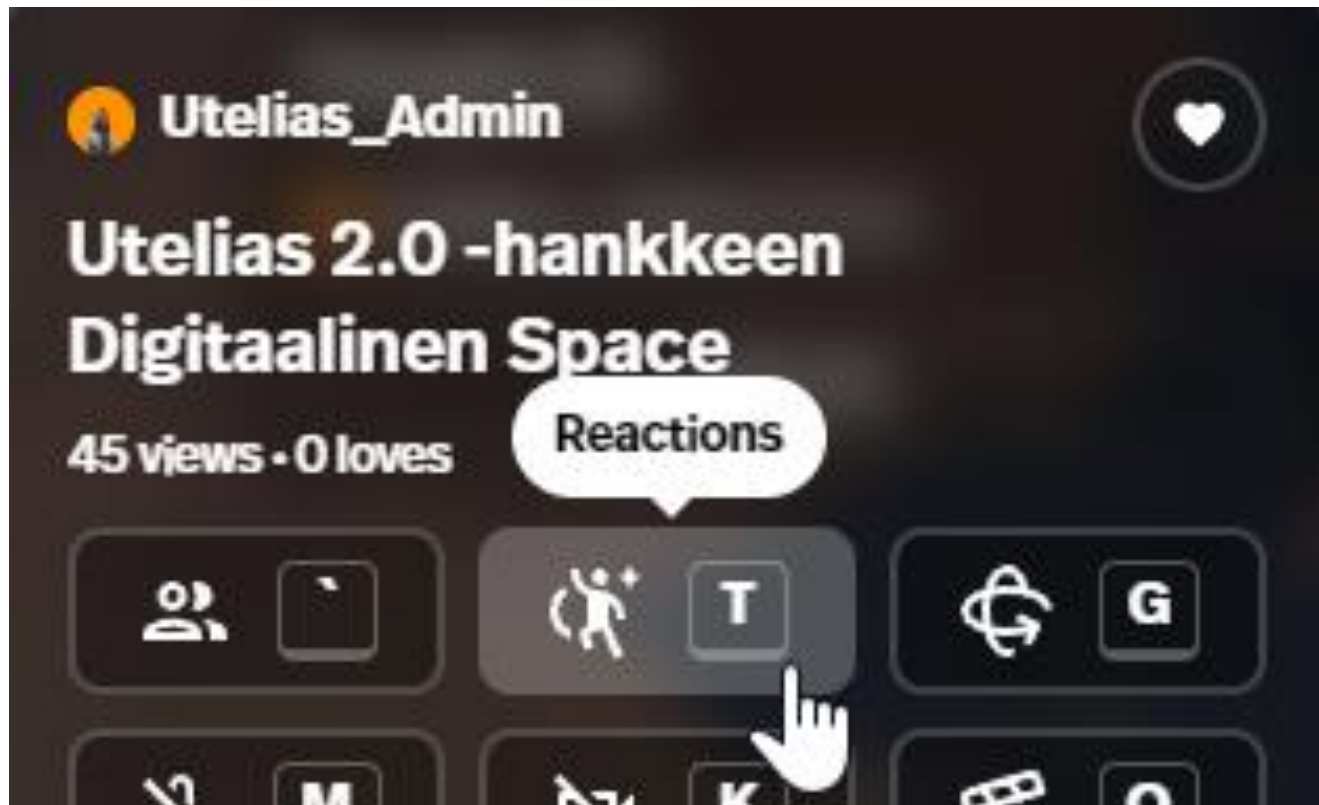 Utelias_Admin
Utelias 2.0 -hankkeen
Digitaalinen Space
Reactions
45 views • 0 loves
` T G
M K O